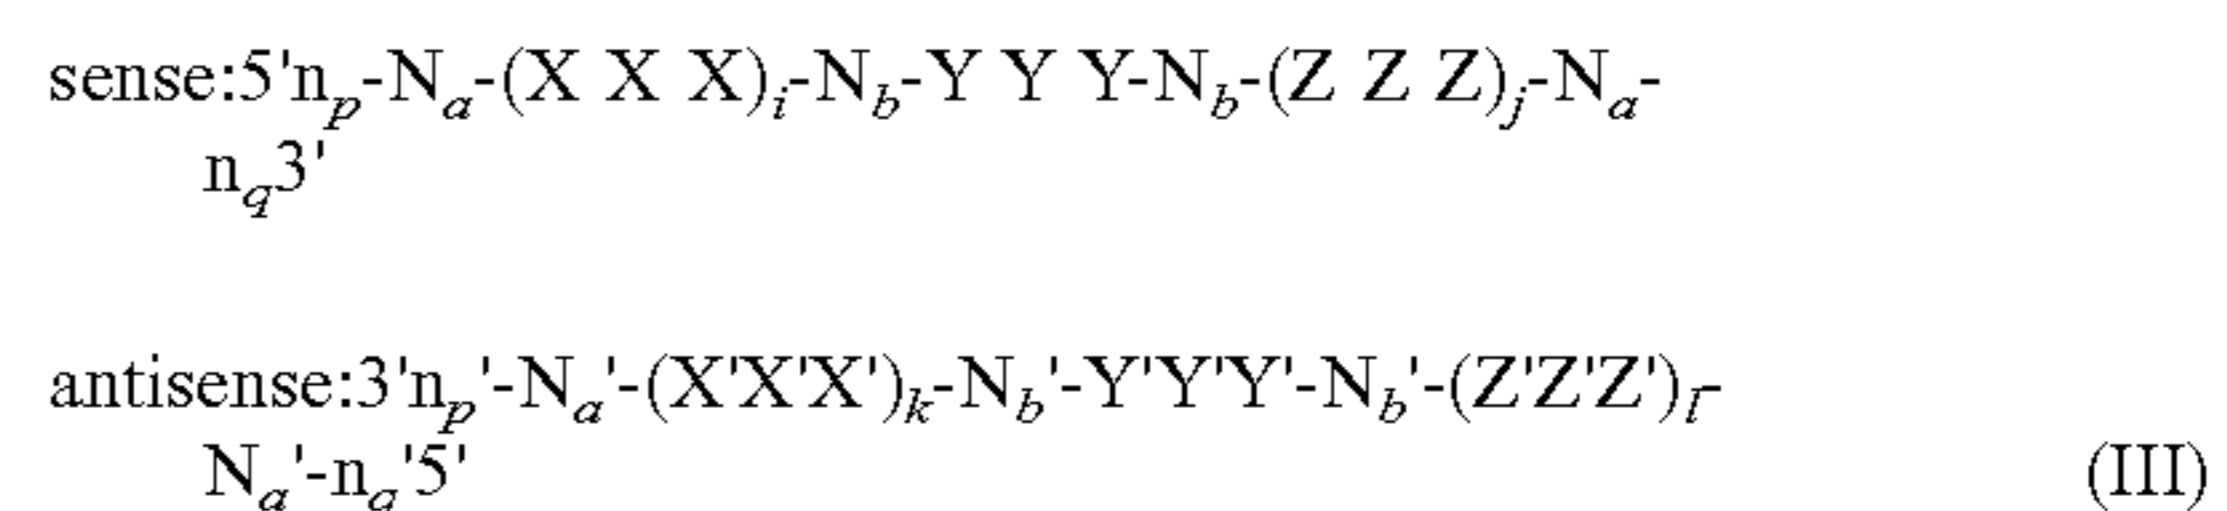 sense:5'n_p-N_a-(X X X)_i-N_b-Y Y Y-N_b-(Z Z Z)_j-N_a-
n_q3'
antisense:3'n_p'-N_a'-(X'X'X')_k-N_b'-Y'Y'Y'-N_b'-(Z'Z'Z')_l-
N_a'-n_q'5' (III)